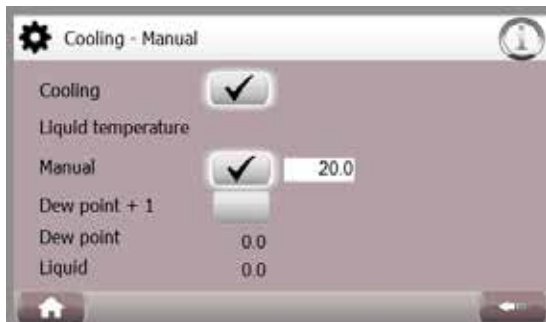 Cooling - Manual
Cooling
Liquid temperature
Manual 20.0
Dew point + 1
Dew point 0.0
Liquid 0.0